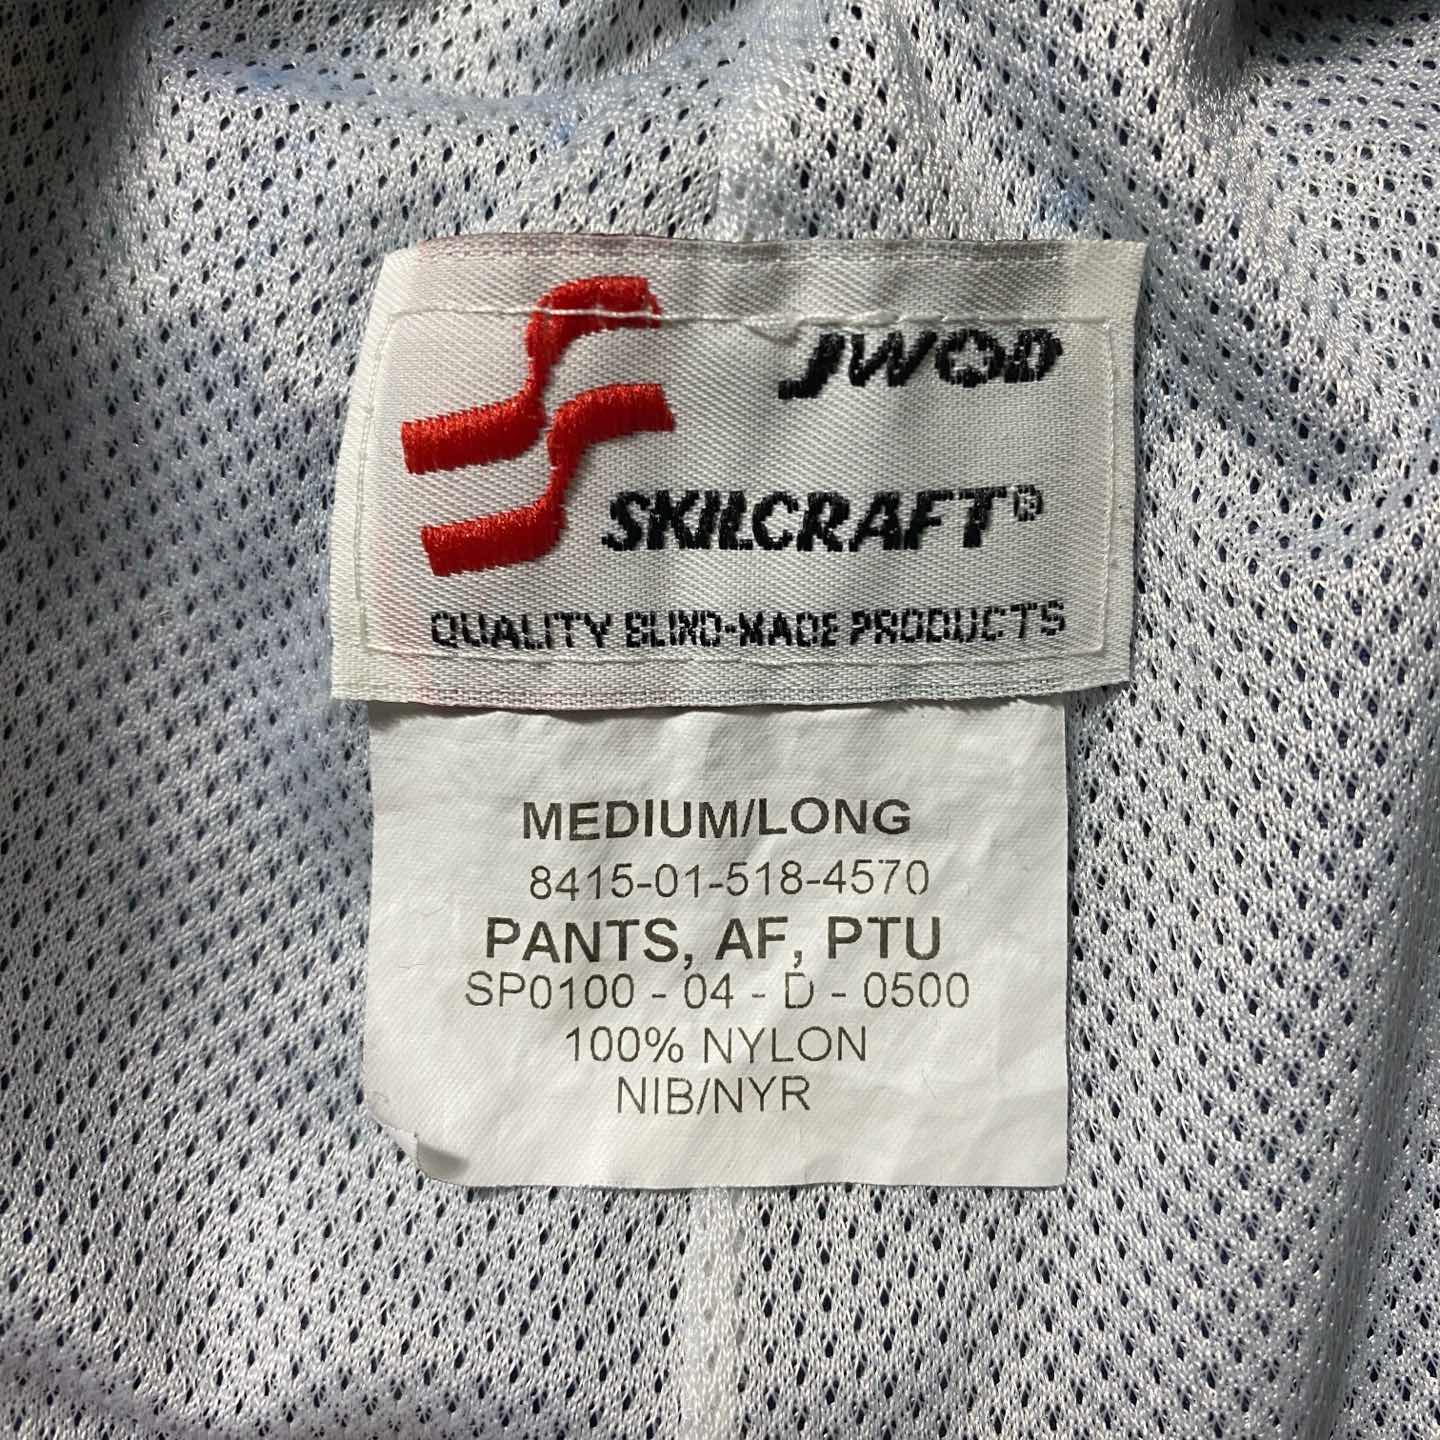 JWOD
SKILCRAFT®
QUALITY BLIND-MADE PRODUCTS
MEDIUM/LONG
8415-01-518-4570
PANTS, AF, PTU
SP0100 - 04 - D - 0500
100% NYLON
NIB/NYR